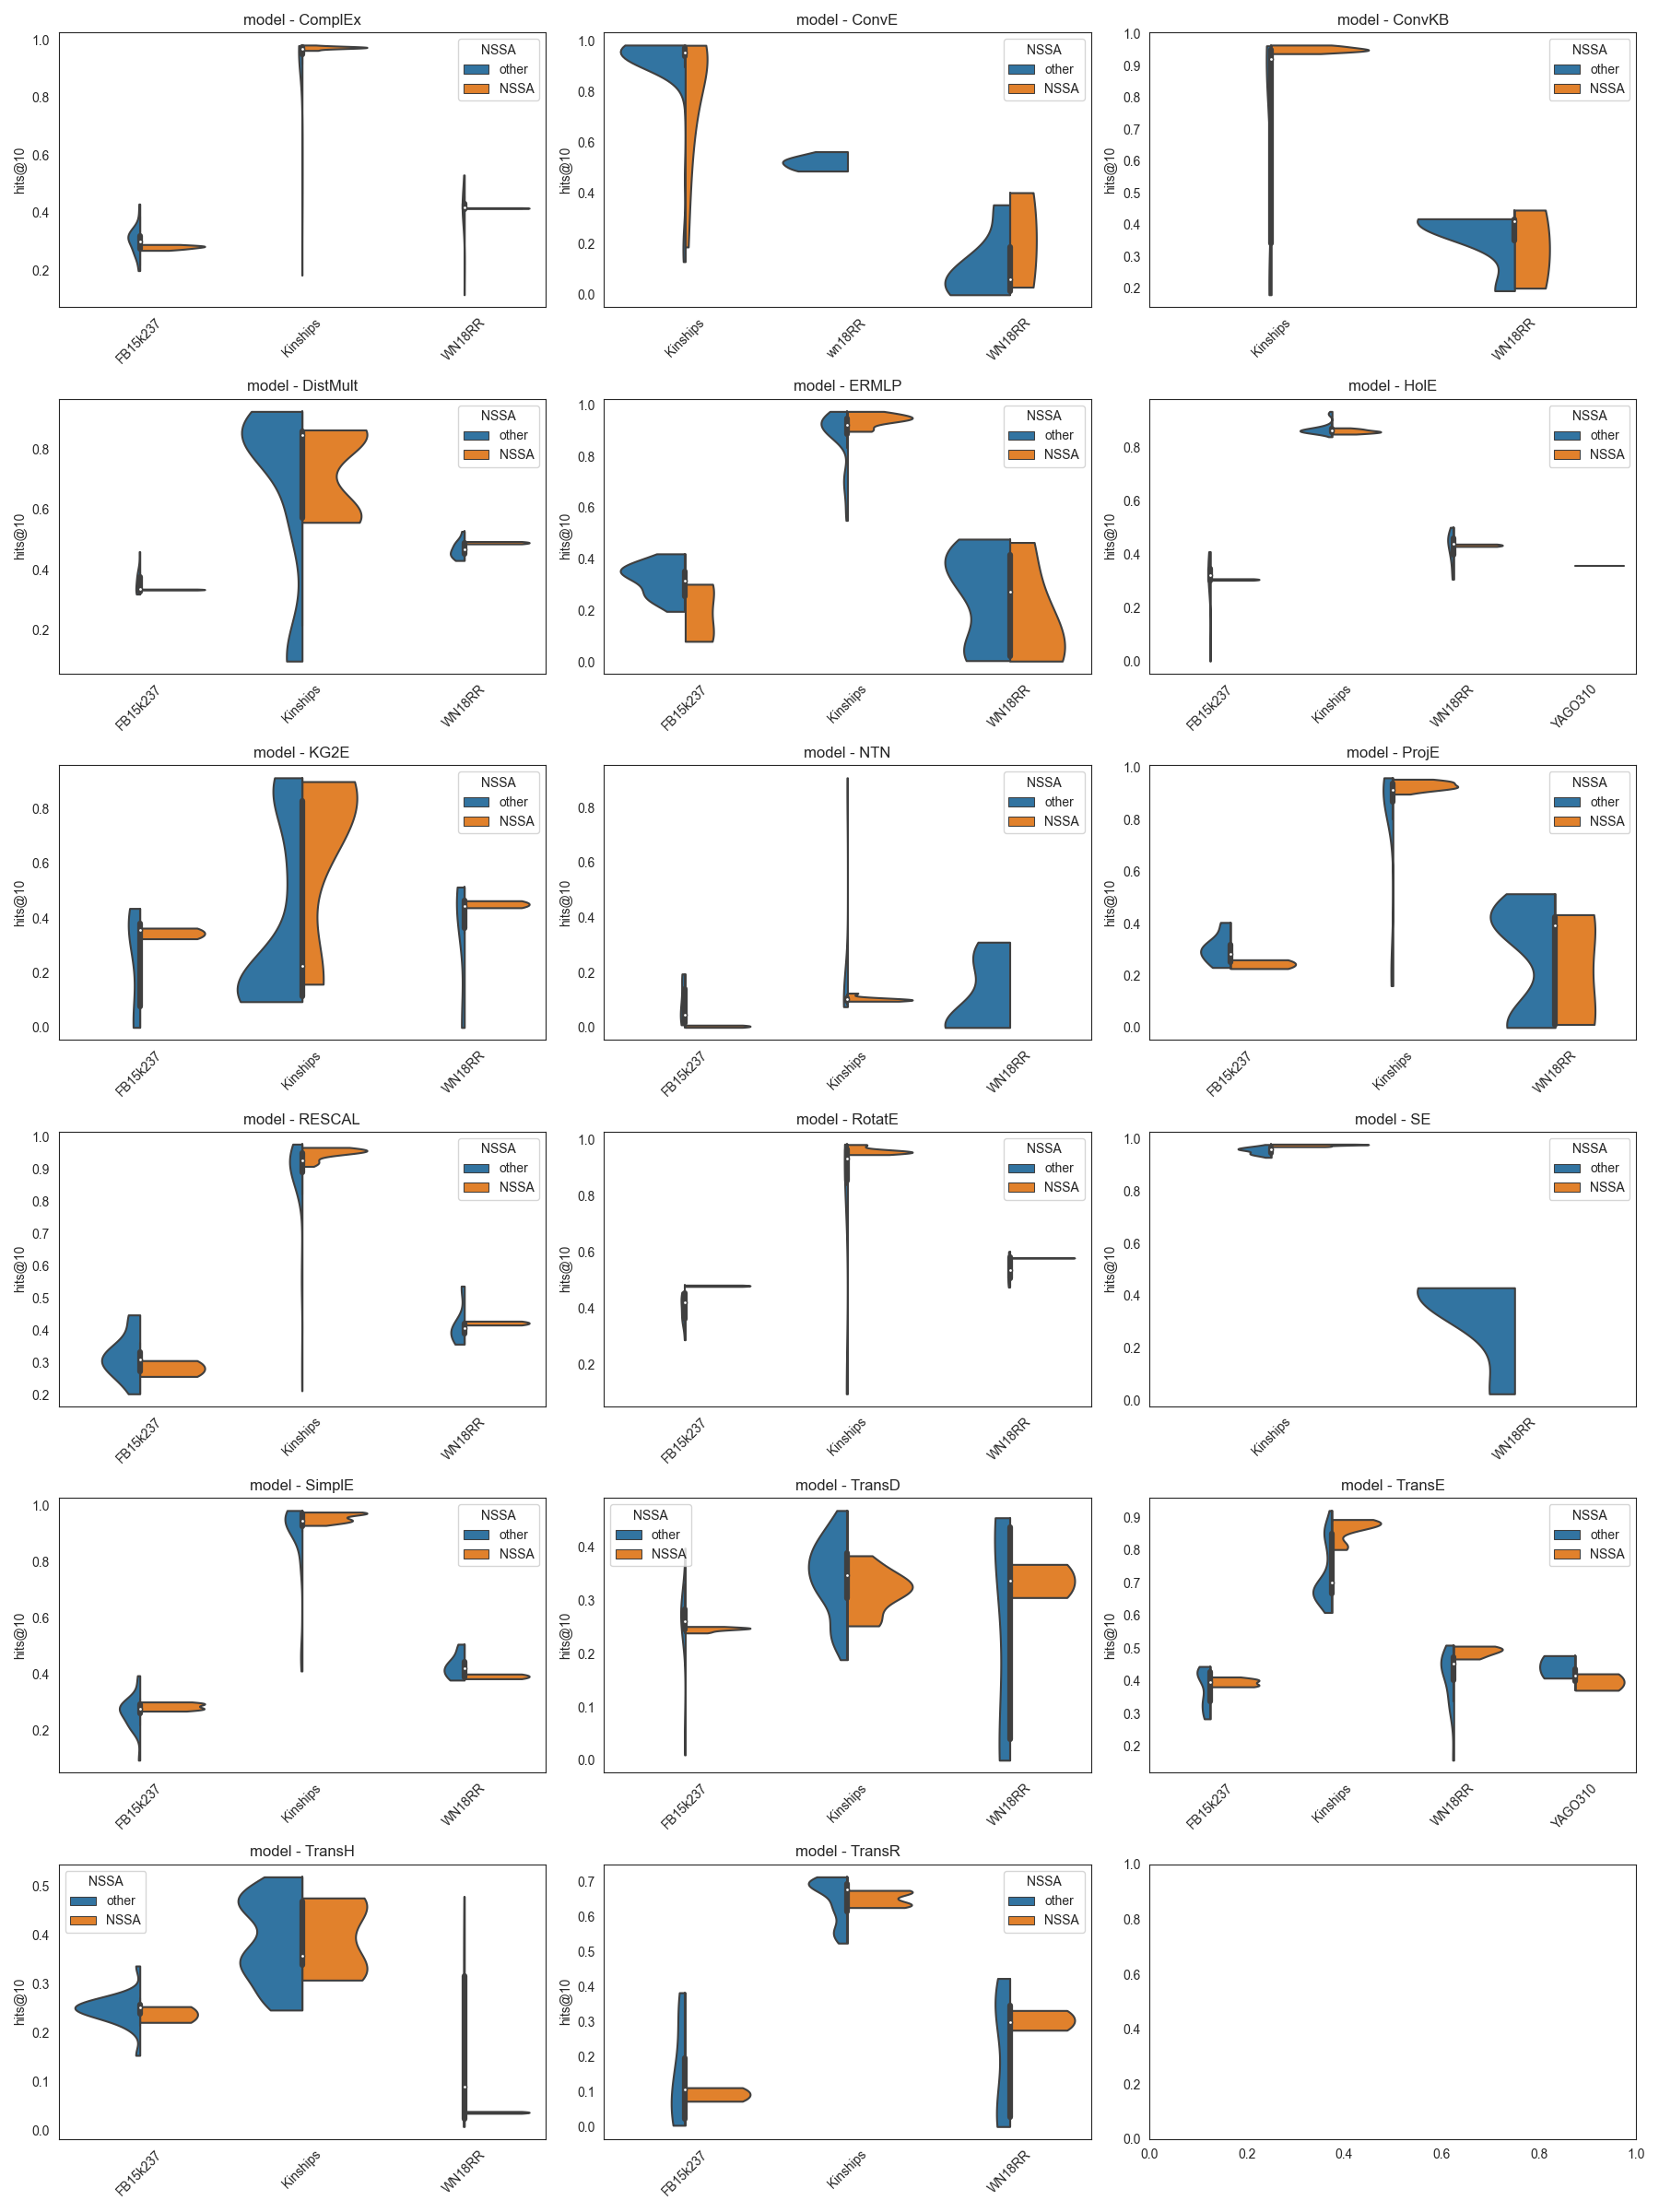 model - ComplEx
NSSA
other
NSSA
hits@10
1.0
0.8
0.6
0.4
0.2
FB15k237
Kinships
WN18RR
model - ConvE
NSSA
other
NSSA
hits@10
1.0
0.8
0.6
0.4
0.2
0.0
Kinships
wn18RR
WN18RR
model - ConvKB
NSSA
other
NSSA
hits@10
1.0
0.9
0.8
0.7
0.6
0.5
0.4
0.3
0.2
Kinships
WN18RR
model - DistMult
NSSA
other
NSSA
hits@10
0.8
0.6
0.4
0.2
FB15k237
Kinships
WN18RR
model - ERMLP
NSSA
other
NSSA
hits@10
1.0
0.8
0.6
0.4
0.2
0.0
FB15k237
Kinships
WN18RR
model - HolE
NSSA
other
NSSA
hits@10
0.8
0.6
0.4
0.2
0.0
FB15k237
Kinships
WN18RR
YAGO310
model - KG2E
NSSA
other
NSSA
hits@10
0.8
0.6
0.4
0.2
0.0
FB15k237
Kinships
WN18RR
model - NTN
NSSA
other
NSSA
hits@10
0.8
0.6
0.4
0.2
0.0
FB15k237
Kinships
WN18RR
model - ProjE
NSSA
other
NSSA
hits@10
1.0
0.8
0.6
0.4
0.2
0.0
FB15k237
Kinships
WN18RR
model - RESCAL
NSSA
other
NSSA
hits@10
1.0
0.9
0.8
0.7
0.6
0.5
0.4
0.3
0.2
FB15k237
Kinships
WN18RR
model - RotatE
NSSA
other
NSSA
hits@10
1.0
0.8
0.6
0.4
0.2
FB15k237
Kinships
WN18RR
model - SE
NSSA
other
NSSA
hits@10
1.0
0.8
0.6
0.4
0.2
0.0
Kinships
WN18RR
model - SimplE
NSSA
other
NSSA
hits@10
1.0
0.8
0.6
0.4
0.2
FB15k237
Kinships
WN18RR
model - TransD
NSSA
other
NSSA
hits@10
0.4
0.3
0.2
0.1
0.0
FB15k237
Kinships
WN18RR
model - TransE
NSSA
other
NSSA
hits@10
0.9
0.8
0.7
0.6
0.5
0.4
0.3
0.2
FB15k237
Kinships
WN18RR
YAGO310
model - TransH
NSSA
other
NSSA
hits@10
0.5
0.4
0.3
0.2
0.1
0.0
FB15k237
Kinships
WN18RR
model - TransR
NSSA
other
NSSA
hits@10
0.7
0.6
0.5
0.4
0.3
0.2
0.1
0.0
FB15k237
Kinships
WN18RR
1.0
0.8
0.6
0.4
0.2
0.0
0.0 0.2 0.4 0.6 0.8 1.0